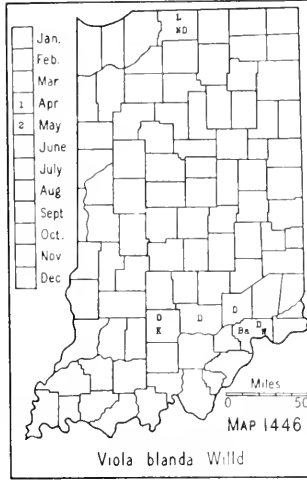 Jan.
Feb.
Mar
1 Apr
2 May
June
July
Aug
Sept
Oct.
Nov
Dec
L
ND
D
K
D
D
Ba D W
Miles
0 50
MAP 1446
Viola blanda Willd